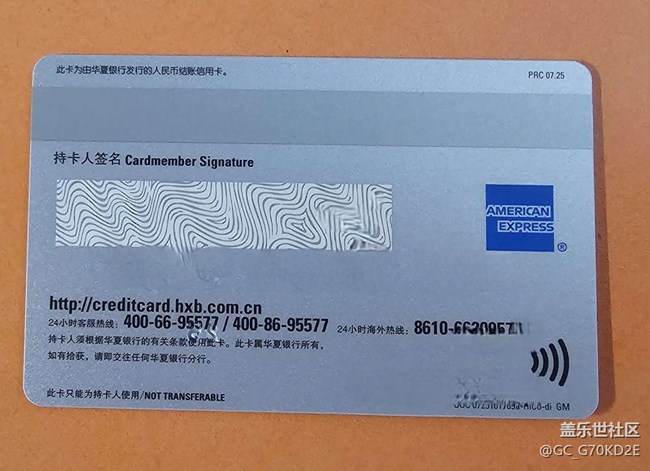 此卡为由华夏银行发行的人民币结账信用卡。
PRC 07.25
持卡人签名 Cardmember Signature
AMERICAN
EXPRESS
®
http://creditcard.hxb.com.cn
24小时客服热线: 400-66-95577 / 400-86-95577 24小时海外热线: 8610-
持卡人须根据华夏银行的有关条款使用此卡。此卡属华夏银行所有,
如有拾获, 请即交往任何华夏银行分行。
此卡只能为持卡人使用/NOT TRANSFERABLE
GM
盖乐世社区
@GC_G70KD2E